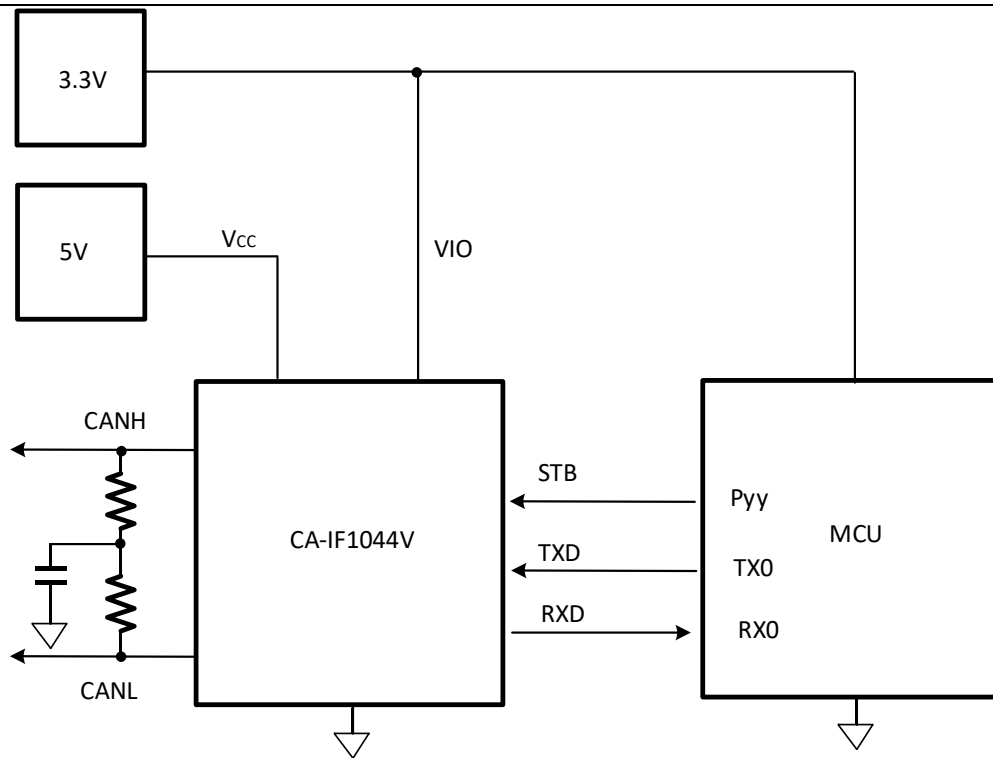 3.3V
5V
VCC
VIO
CANH
CANL
CA-IF1044V
STB
TXD
RXD
Pyy
TX0
RX0
MCU